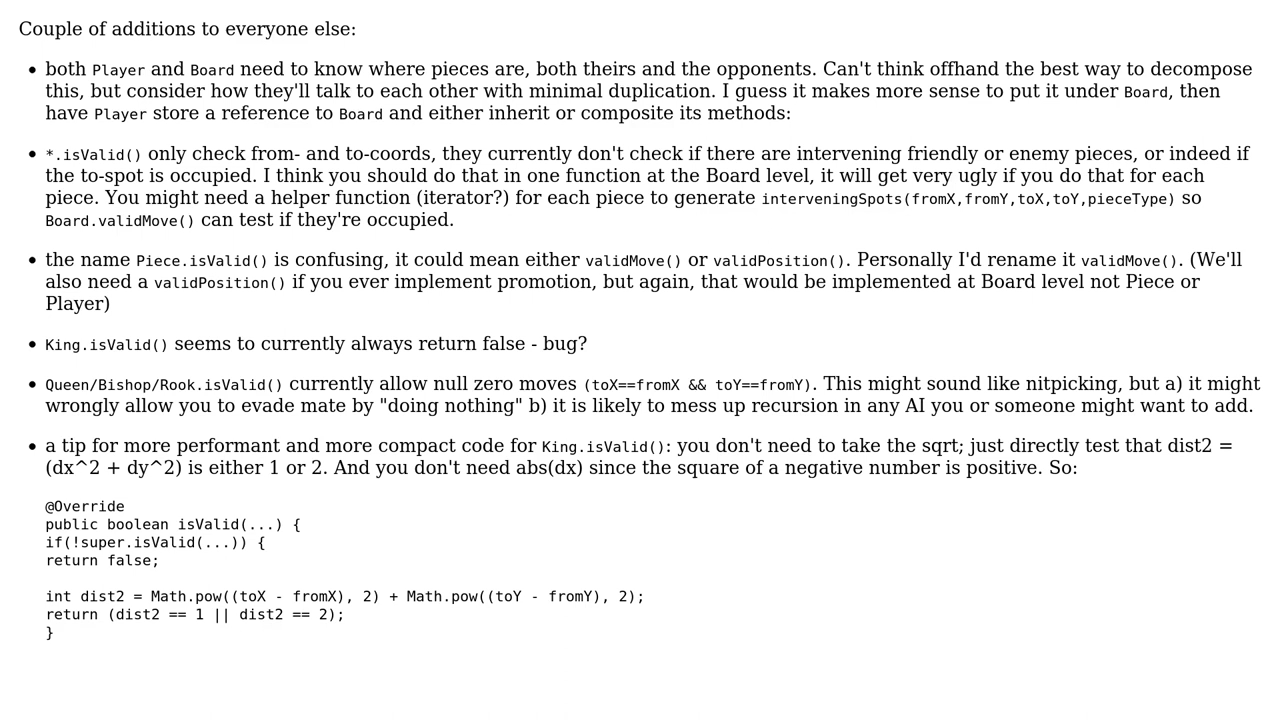 Couple of additions to everyone else:
both Player and Board need to know where pieces are, both theirs and the opponents. Can't think offhand the best way to decompose
this, but consider how they'll talk to each other with minimal duplication. I guess it makes more sense to put it under Board, then
have Player store a reference to Board and either inherit or composite its methods:
*.isValid() only check from- and to-coords, they currently don't check if there are intervening friendly or enemy pieces, or indeed if
the to-spot is occupied. I think you should do that in one function at the Board level, it will get very ugly if you do that for each
piece. You might need a helper function (iterator?) for each piece to generate interveningSpots(fromX,fromY,toX,toY,pieceType) so
Board.validMove() can test if they're occupied.
the name Piece.isValid() is confusing, it could mean either validMove() or validPosition(). Personally I'd rename it validMove(). (We'll
also need a validPosition() if you ever implement promotion, but again, that would be implemented at Board level not Piece or
Player)
King.isValid() seems to currently always return false - bug?
Queen/Bishop/Rook.isValid() currently allow null zero moves (toX==fromX && toY==fromY). This might sound like nitpicking, but a) it might
wrongly allow you to evade mate by "doing nothing" b) it is likely to mess up recursion in any AI you or someone might want to add.
a tip for more performant and more compact code for King.isValid(): you don't need to take the sqrt; just directly test that dist2 =
(dx^2 + dy^2) is either 1 or 2. And you don't need abs(dx) since the square of a negative number is positive. So:
@Override
public boolean isValid(...) {
if(!super.isValid(...)) {
return false;
int dist2 = Math.pow((toX - fromX), 2) + Math.pow((toY - fromY), 2);
return (dist2 == 1 || dist2 == 2);
}